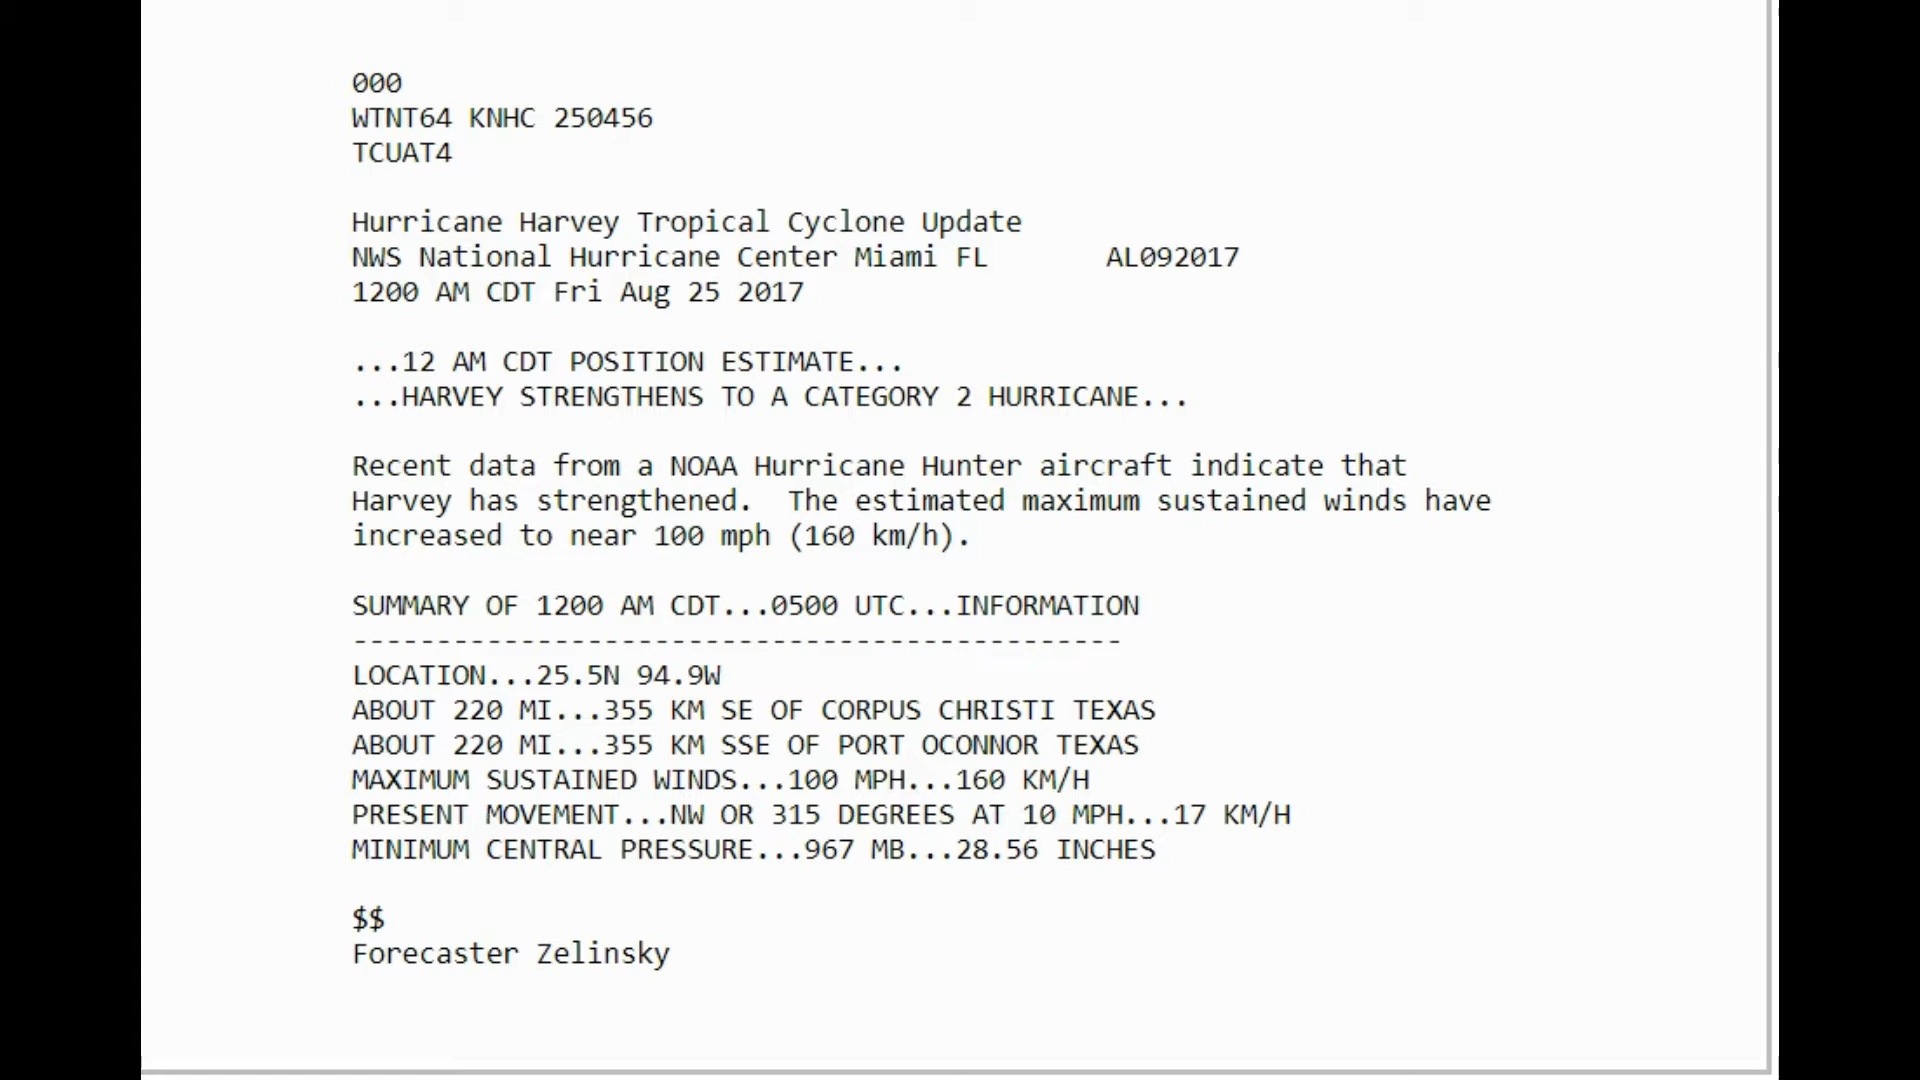 000
WTNT64 KNHC 250456
TCUAT4
Hurricane Harvey Tropical Cyclone Update
NWS National Hurricane Center Miami FL       AL092017
1200 AM CDT Fri Aug 25 2017
...12 AM CDT POSITION ESTIMATE...
...HARVEY STRENGTHENS TO A CATEGORY 2 HURRICANE...
Recent data from a NOAA Hurricane Hunter aircraft indicate that
Harvey has strengthened.  The estimated maximum sustained winds have
increased to near 100 mph (160 km/h).
SUMMARY OF 1200 AM CDT...0500 UTC...INFORMATION
----------------------------------------------
LOCATION...25.5N 94.9W
ABOUT 220 MI...355 KM SE OF CORPUS CHRISTI TEXAS
ABOUT 220 MI...355 KM SSE OF PORT OCONNOR TEXAS
MAXIMUM SUSTAINED WINDS...100 MPH...160 KM/H
PRESENT MOVEMENT...NW OR 315 DEGREES AT 10 MPH...17 KM/H
MINIMUM CENTRAL PRESSURE...967 MB...28.56 INCHES
$$
Forecaster Zelinsky